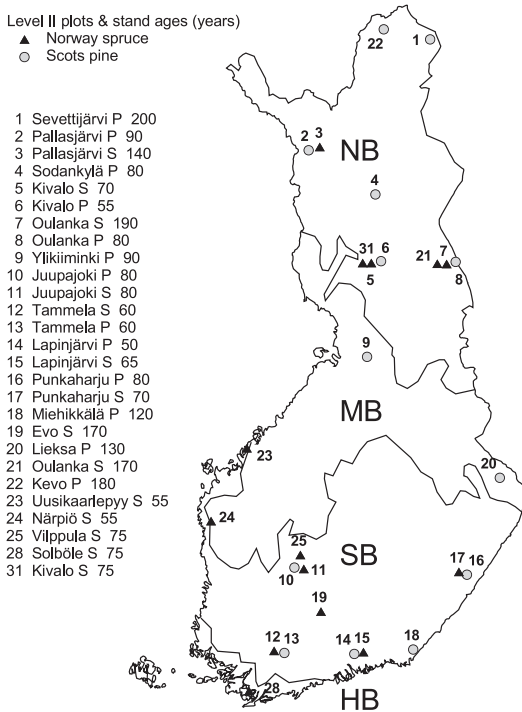 Level II plots & stand ages (years)
Norway spruce
Scots pine
1 Sevettijärvi P 200
2 Pallasjärvi P 90
3 Pallasjärvi S 140
4 Sodankylä P 80
5 Kivalo S 70
6 Kivalo P 55
7 Oulanka S 190
8 Oulanka P 80
9 Ylikiiminki P 90
10 Juupajoki P 80
11 Juupajoki S 80
12 Tammela S 60
13 Tammela P 60
14 Lapinjärvi P 50
15 Lapinjärvi S 65
16 Punkaharju P 80
17 Punkaharju S 70
18 Miehikkälä P 120
19 Evo S 170
20 Lieksa P 130
21 Oulanka S 170
22 Kevo P 180
23 Uusikaarlepyy S 55
24 Närpiö S 55
25 Vilppula S 75
28 Solböle S 75
31 Kivalo S 75
22 1
2 3
NB
4
31 6 21 7
5 8
9
MB
23
20
24
SB
25
10 11 17 16
19
12 13 14 15 18
28
HB